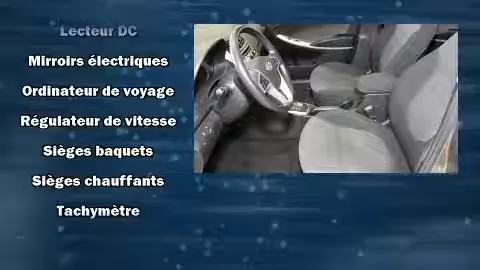 Lecteur DC
Mirroirs électriques
Ordinateur de voyage
Régulateur de vitesse
Sièges baquets
Sièges chauffants
Tachymètre